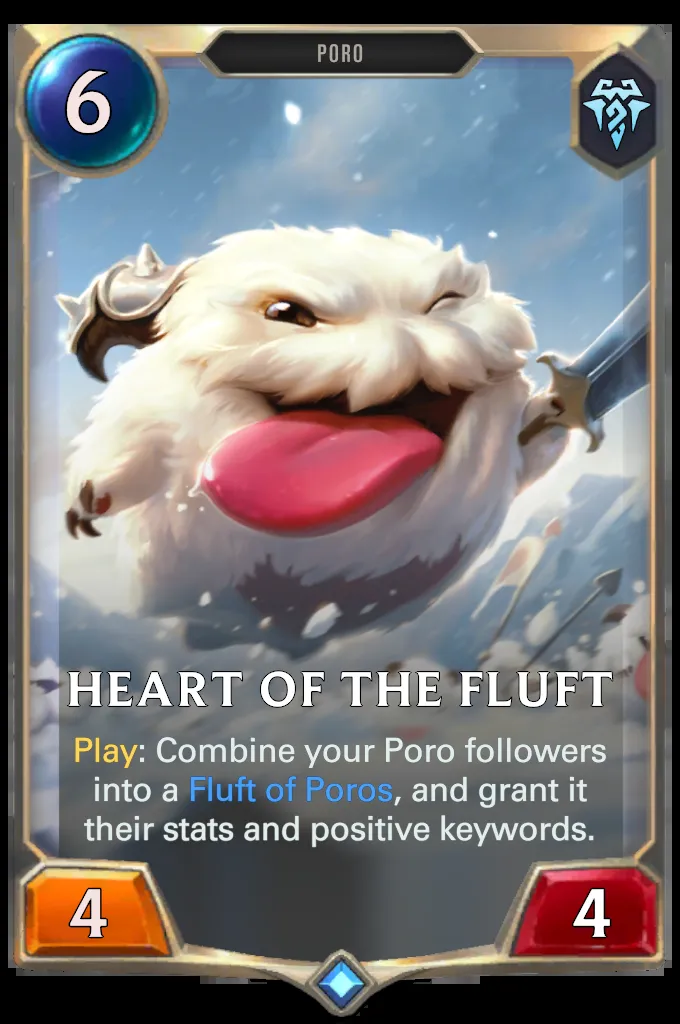 PORO
6
HEART OF THE FLUFT
Play: Combine your Poro followers
into a Fluft of Poros, and grant it
their stats and positive keywords.
4
4